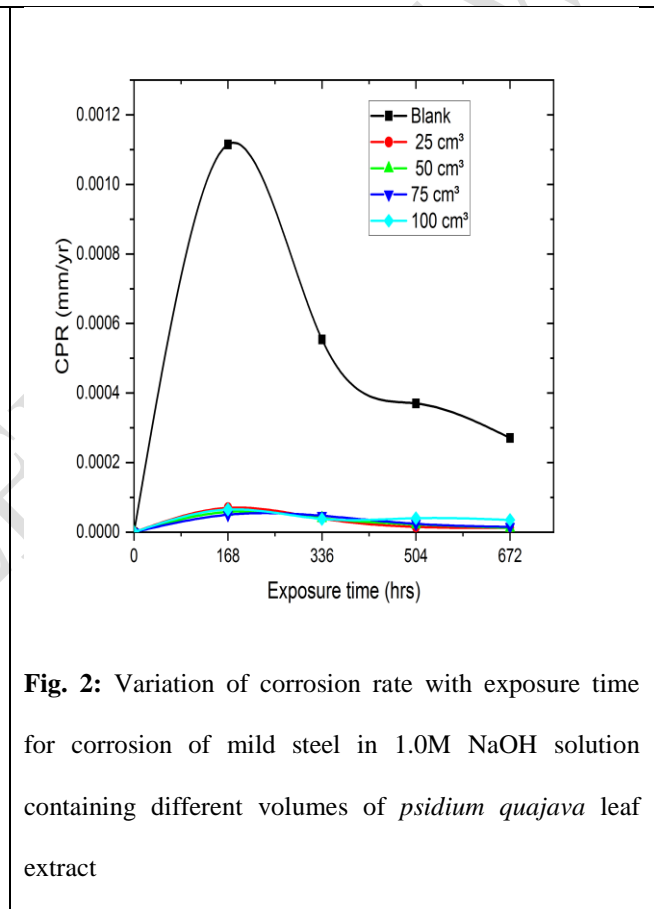 0.0012
0.0010
0.0008
0.0006
0.0004
0.0002
0.0000
CPR (mm/yr)
Blank
25 cm³
50 cm³
75 cm³
100 cm³
0 168 336 504 672
Exposure time (hrs)
Fig. 2: Variation of corrosion rate with exposure time
for corrosion of mild steel in 1.0M NaOH solution
containing different volumes of psidium quajava leaf
extract